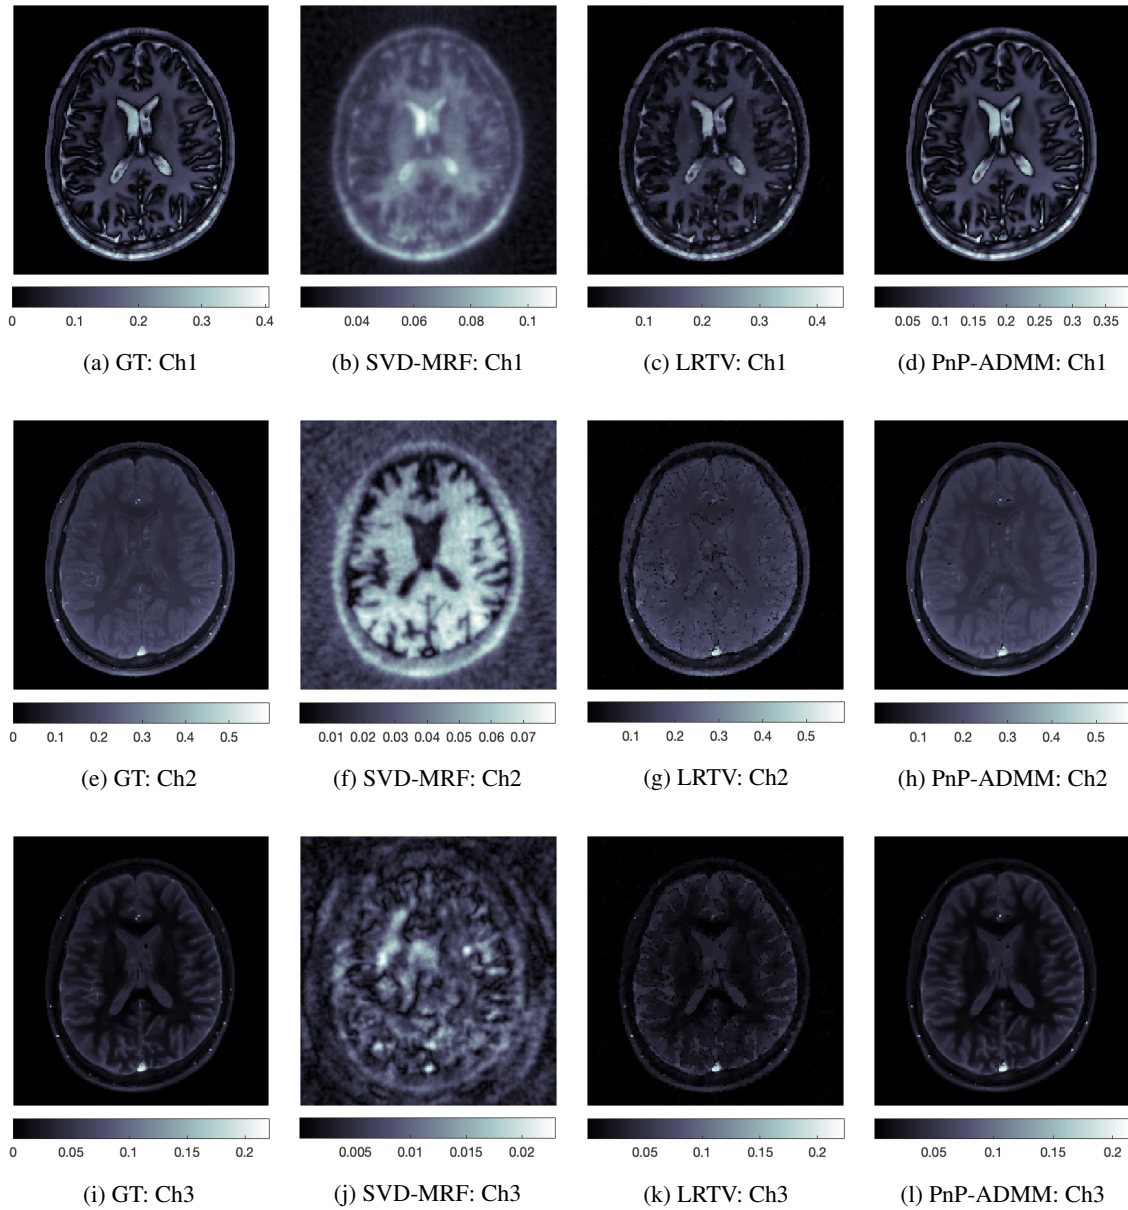 0 0.1 0.2 0.3 0.4 0.04 0.06 0.08 0.1 0.1 0.2 0.3 0.4 0.05 0.1 0.15 0.2 0.25 0.3 0.35
(a) GT: Ch1 (b) SVD-MRF: Ch1 (c) LRTV: Ch1 (d) PnP-ADMM: Ch1
0 0.1 0.2 0.3 0.4 0.5 0.01 0.02 0.03 0.04 0.05 0.06 0.07 0.1 0.2 0.3 0.4 0.5 0.1 0.2 0.3 0.4 0.5
(e) GT: Ch2 (f) SVD-MRF: Ch2 (g) LRTV: Ch2 (h) PnP-ADMM: Ch2
0 0.05 0.1 0.15 0.2 0.005 0.01 0.015 0.02 0.05 0.1 0.15 0.2 0.05 0.1 0.15 0.2
(i) GT: Ch3 (j) SVD-MRF: Ch3 (k) LRTV: Ch3 (l) PnP-ADMM: Ch3